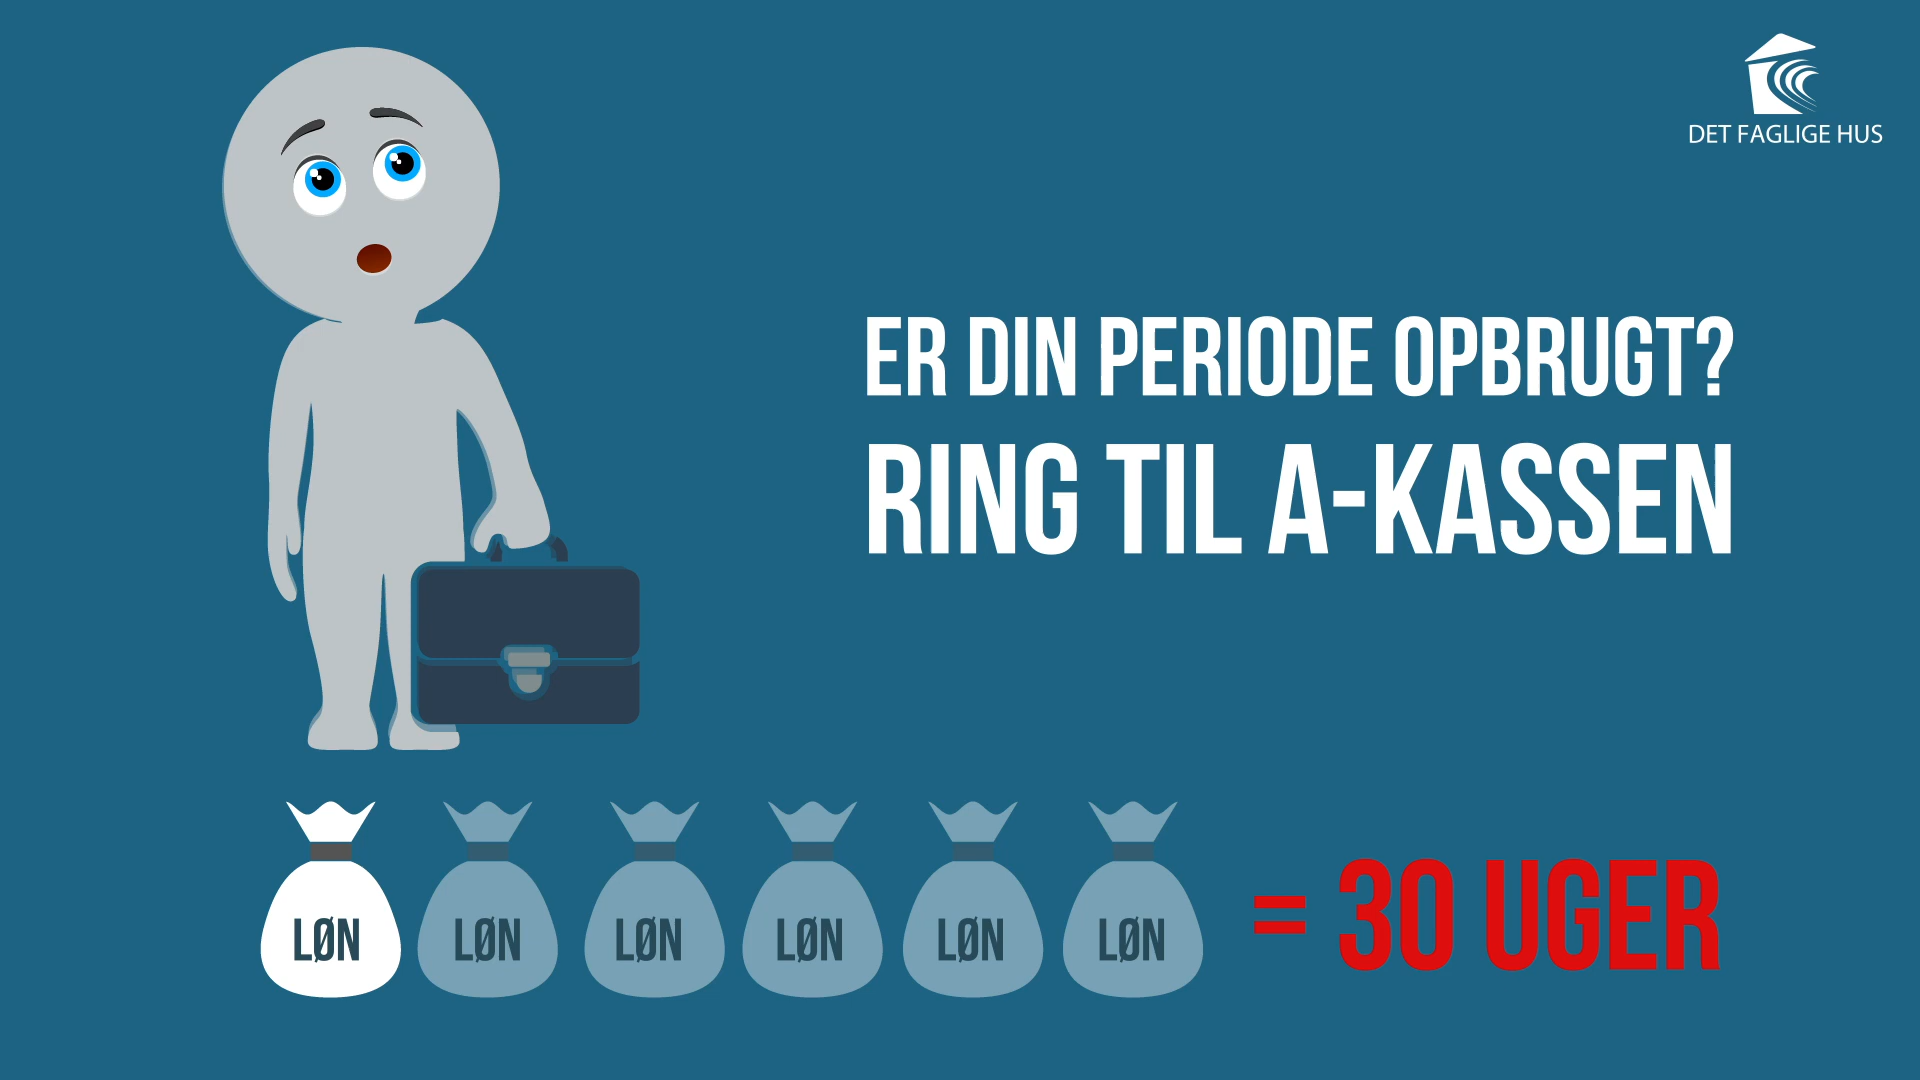 DET FAGLIGE HUS
ER DIN PERIODE OPBRUGT?
RING TIL A-KASSEN
LØN LØN LØN LØN LØN LØN = 30 UGER